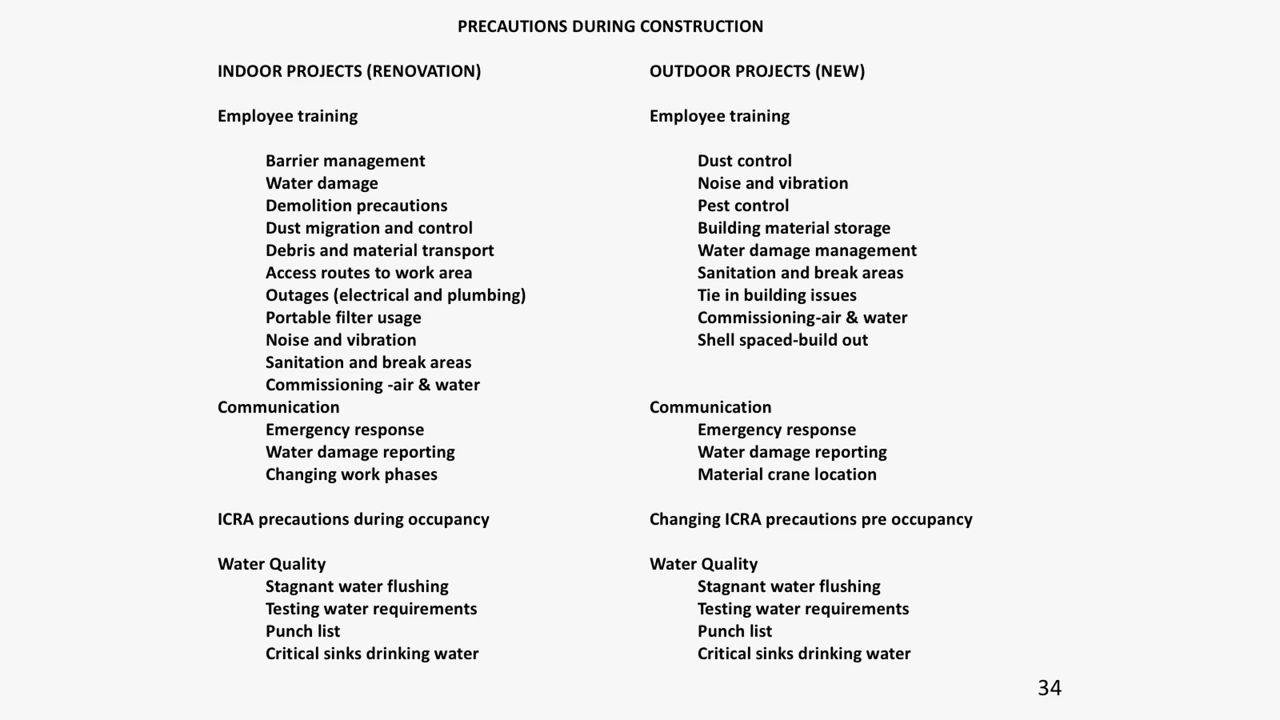 PRECAUTIONS DURING CONSTRUCTION
INDOOR PROJECTS (RENOVATION)
Employee training
Barrier management
Water damage
Demolition precautions
Dust migration and control
Debris and material transport
Access routes to work area
Outages (electrical and plumbing)
Portable filter usage
Noise and vibration
Sanitation and break areas
Commissioning -air & water
Communication
Emergency response
Water damage reporting
Changing work phases
ICRA precautions during occupancy
Water Quality
Stagnant water flushing
Testing water requirements
Punch list
Critical sinks drinking water
OUTDOOR PROJECTS (NEW)
Employee training
Dust control
Noise and vibration
Pest control
Building material storage
Water damage management
Sanitation and break areas
Tie in building issues
Commissioning-air & water
Shell spaced-build out
Communication
Emergency response
Water damage reporting
Material crane location
Changing ICRA precautions pre occupancy
Water Quality
Stagnant water flushing
Testing water requirements
Punch list
Critical sinks drinking water
34